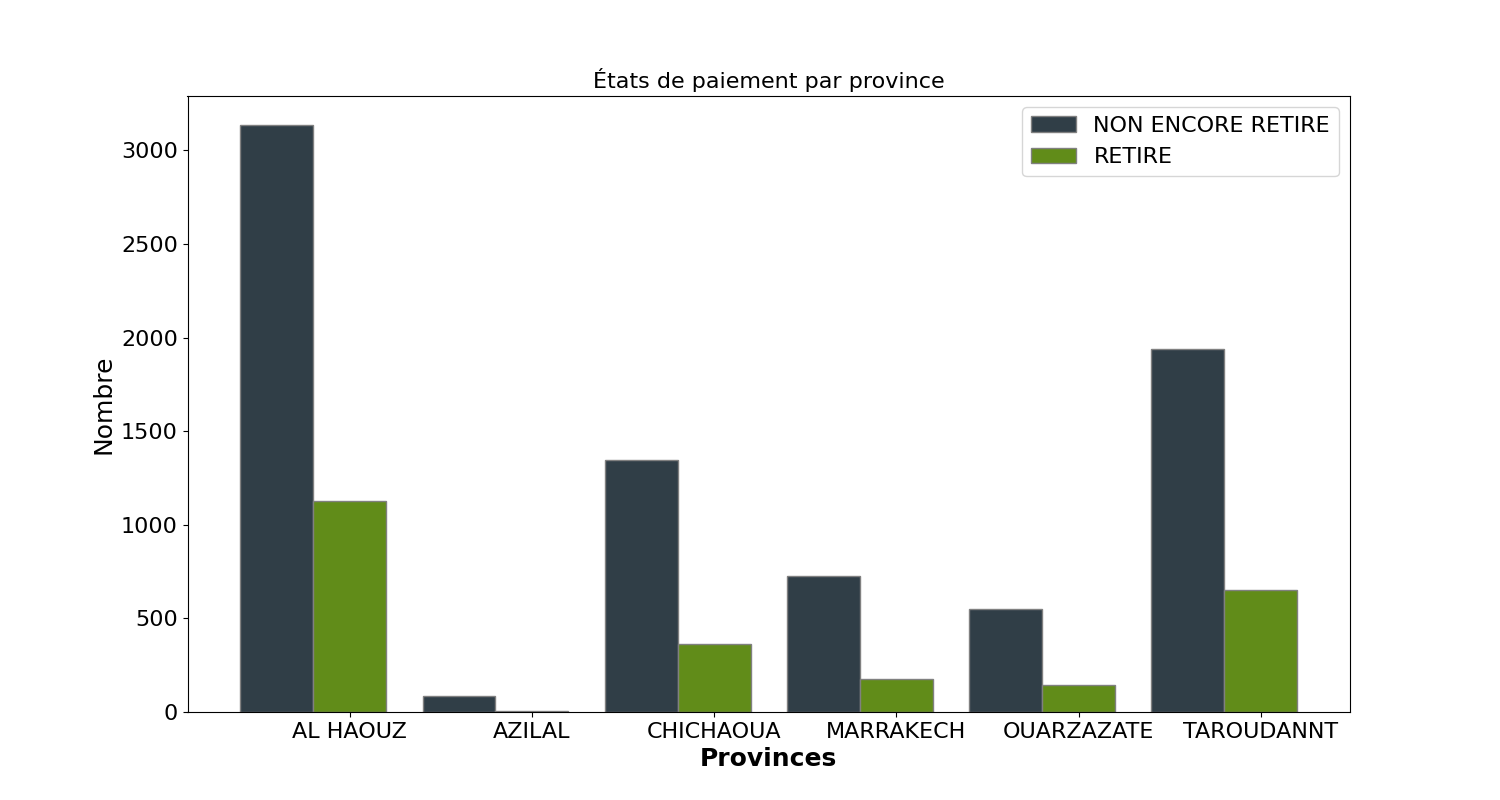 États de paiement par province
NON ENCORE RETIRE
RETIRE
3000
2500
2000
1500
1000
500
0
Nombre
AL HAOUZ AZILAL CHICHAOUA MARRAKECH OUARZAZATE TAROUDANNT
Provinces